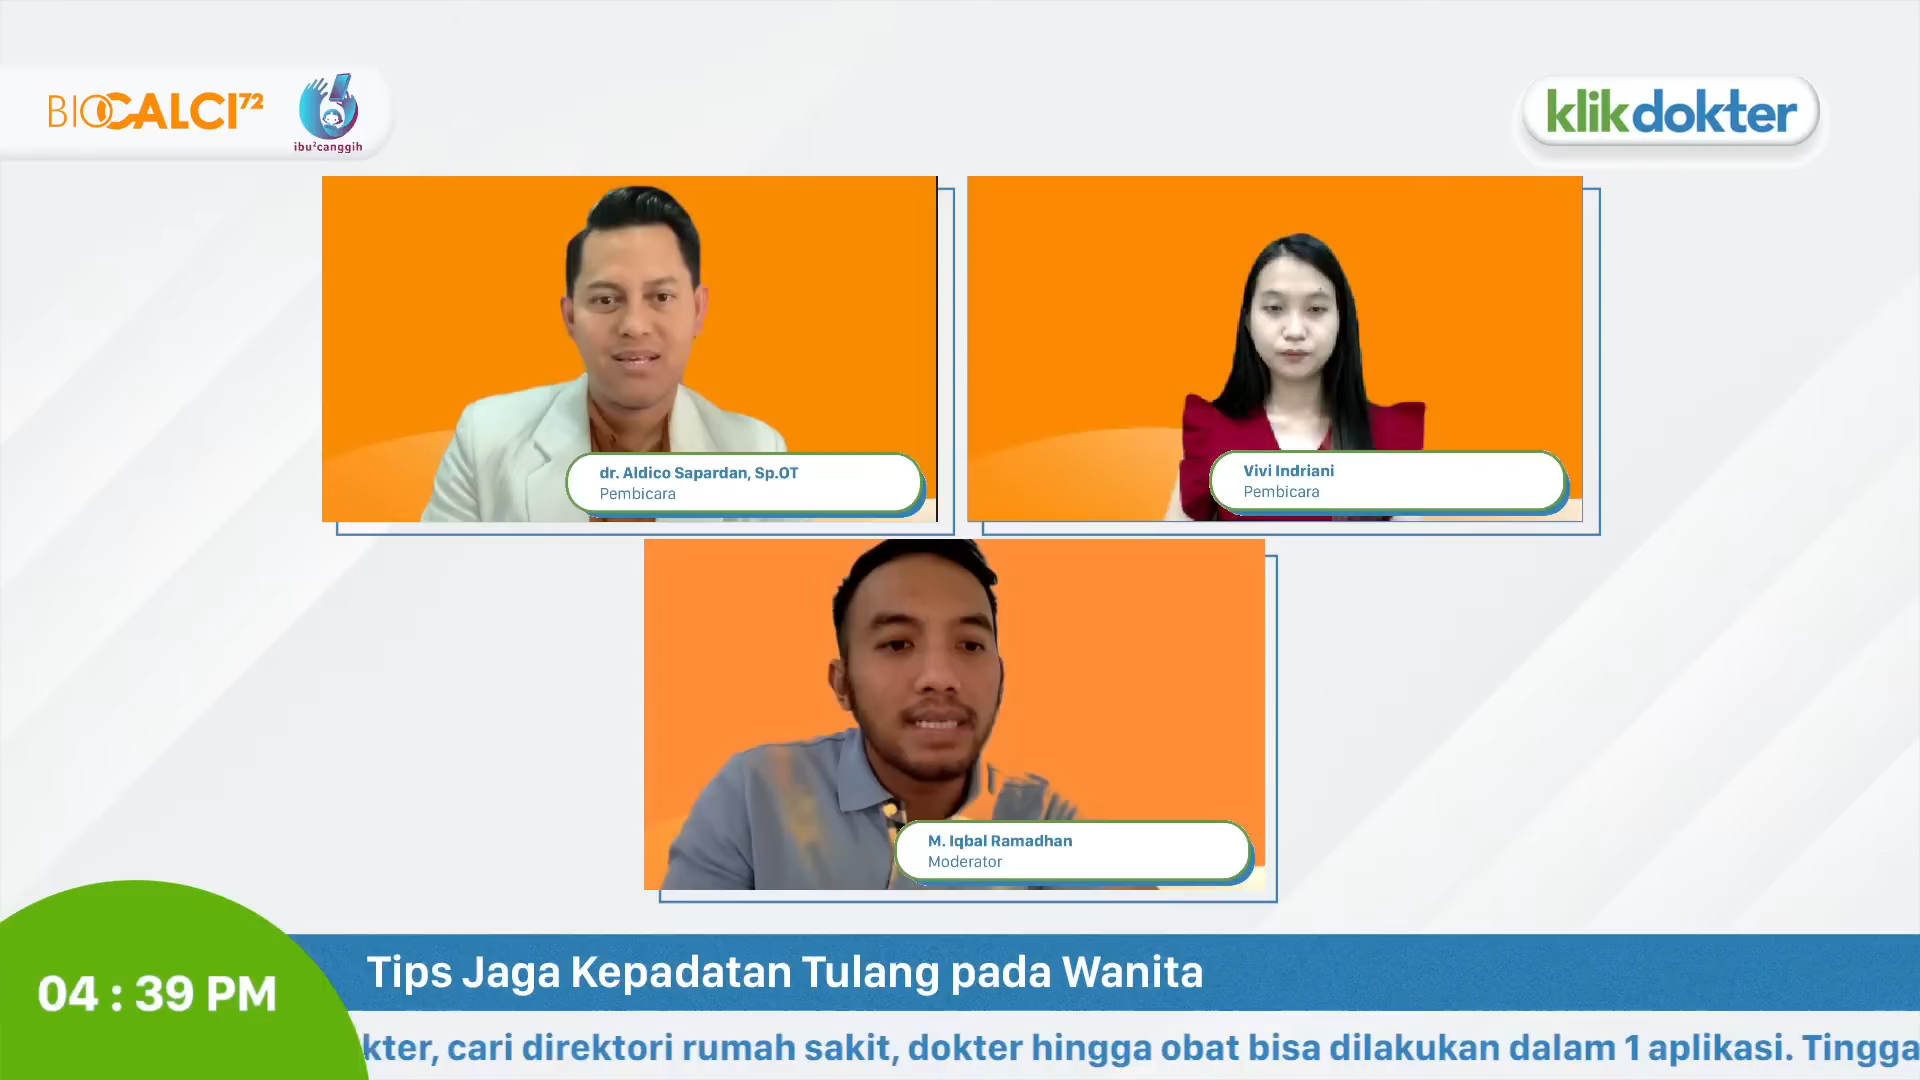 BIOCALCI72
ibu²canggih
klikdokter
dr. Aldico Sapardan, Sp.OT
Pembicara
Vivi Indriani
Pembicara
M. Iqbal Ramadhan
Moderator
04 : 39 PM
Tips Jaga Kepadatan Tulang pada Wanita
kter, cari direktori rumah sakit, dokter hingga obat bisa dilakukan dalam 1 aplikasi. Tingga